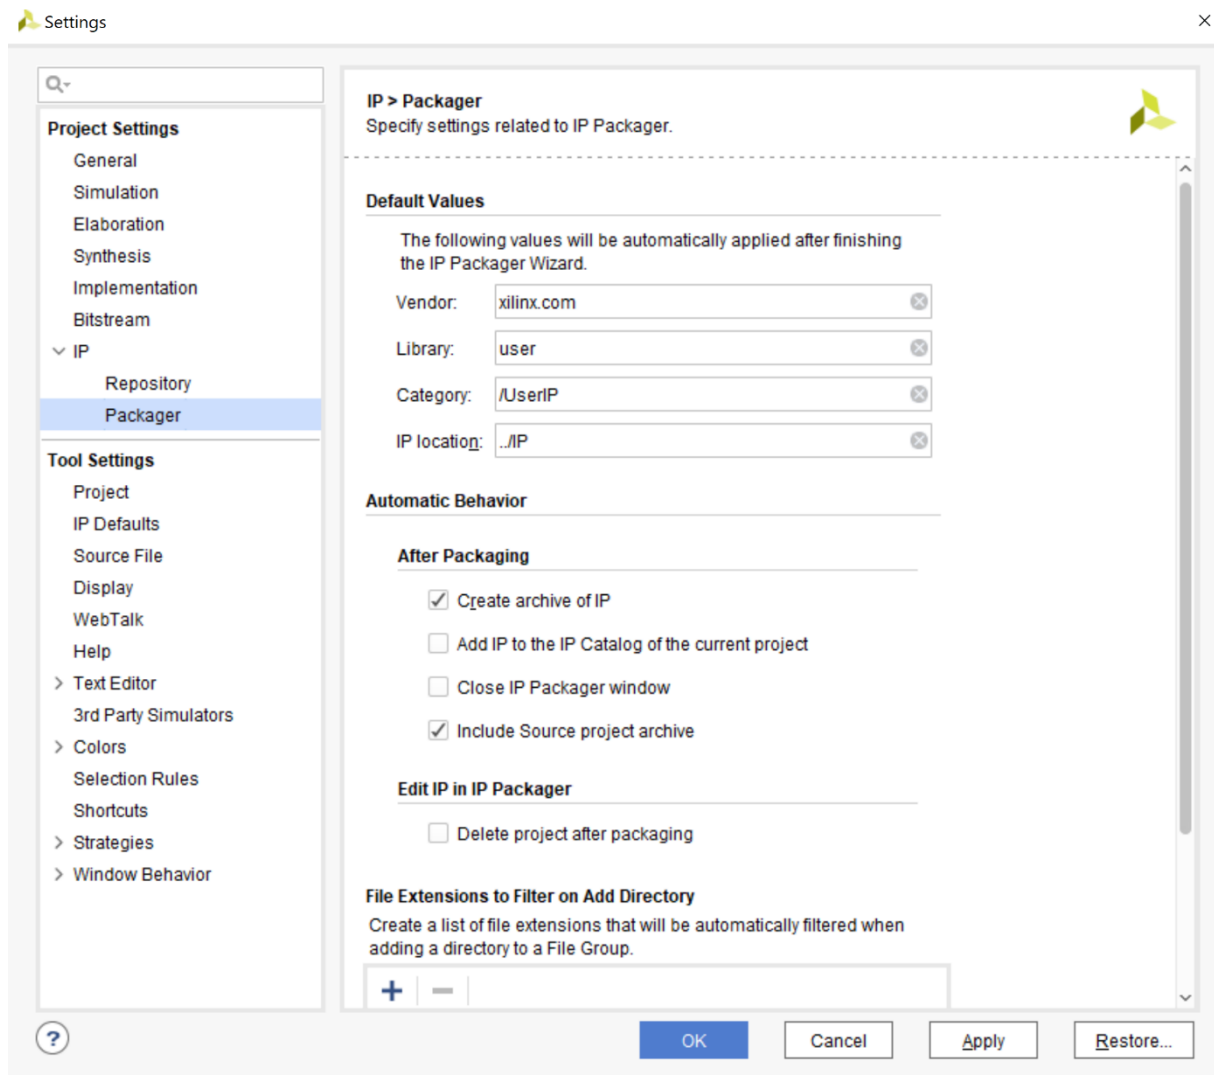 Settings
Project Settings
General
Simulation
Elaboration
Synthesis
Implementation
Bitstream
IP
Repository
Packager
Tool Settings
Project
IP Defaults
Source File
Display
WebTalk
Help
Text Editor
3rd Party Simulators
Colors
Selection Rules
Shortcuts
Strategies
Window Behavior
IP > Packager
Specify settings related to IP Packager.
Default Values
The following values will be automatically applied after finishing
the IP Packager Wizard.
Vendor: xilinx.com
Library: user
Category: /UserIP
IP location: ../IP
Automatic Behavior
After Packaging
Create archive of IP
Add IP to the IP Catalog of the current project
Close IP Packager window
Include Source project archive
Edit IP in IP Packager
Delete project after packaging
File Extensions to Filter on Add Directory
Create a list of file extensions that will be automatically filtered when
adding a directory to a File Group.
? OK Cancel Apply Restore...